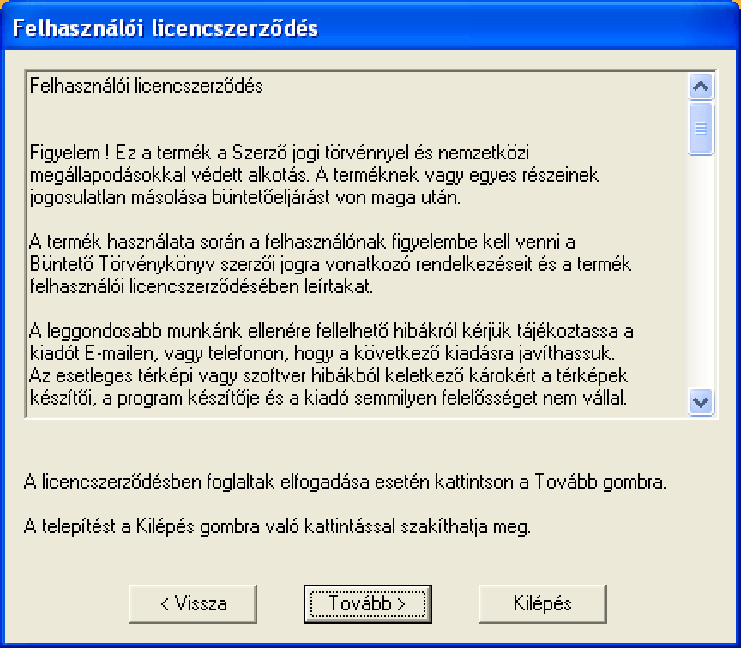 Felhasználói licencszerződés
Felhasználói licencszerződés
Figyelem ! Ez a termék a Szerző jogi törvénnyel és nemzetközi
megállapodásokkal védett alkotás. A terméknek vagy egyes részeinek
jogosulatlan másolása büntetőeljárást von maga után.
A termék használata során a felhasználónak figyelembe kell venni a
Büntető Törvénykönyv szerzői jogra vonatkozó rendelkezéseit és a termék
felhasználói licencszerződésében leírtakat.
A leggondosabb munkánk ellenére fellelhető hibákról kérjük tájékoztassa a
kiadót E-mailen, vagy telefonon, hogy a következő kiadásra javíthassuk.
Az esetleges térképi vagy szoftver hibákból keletkező károkért a térképek
készítői, a program készítője és a kiadó semmilyen felelősséget nem vállal.
A licencszerződésben foglaltak elfogadása esetén kattintson a Tovább gombra.
A telepítést a Kilépés gombra való kattintással szakíthatja meg.
< Vissza
Tovább >
Kilépés